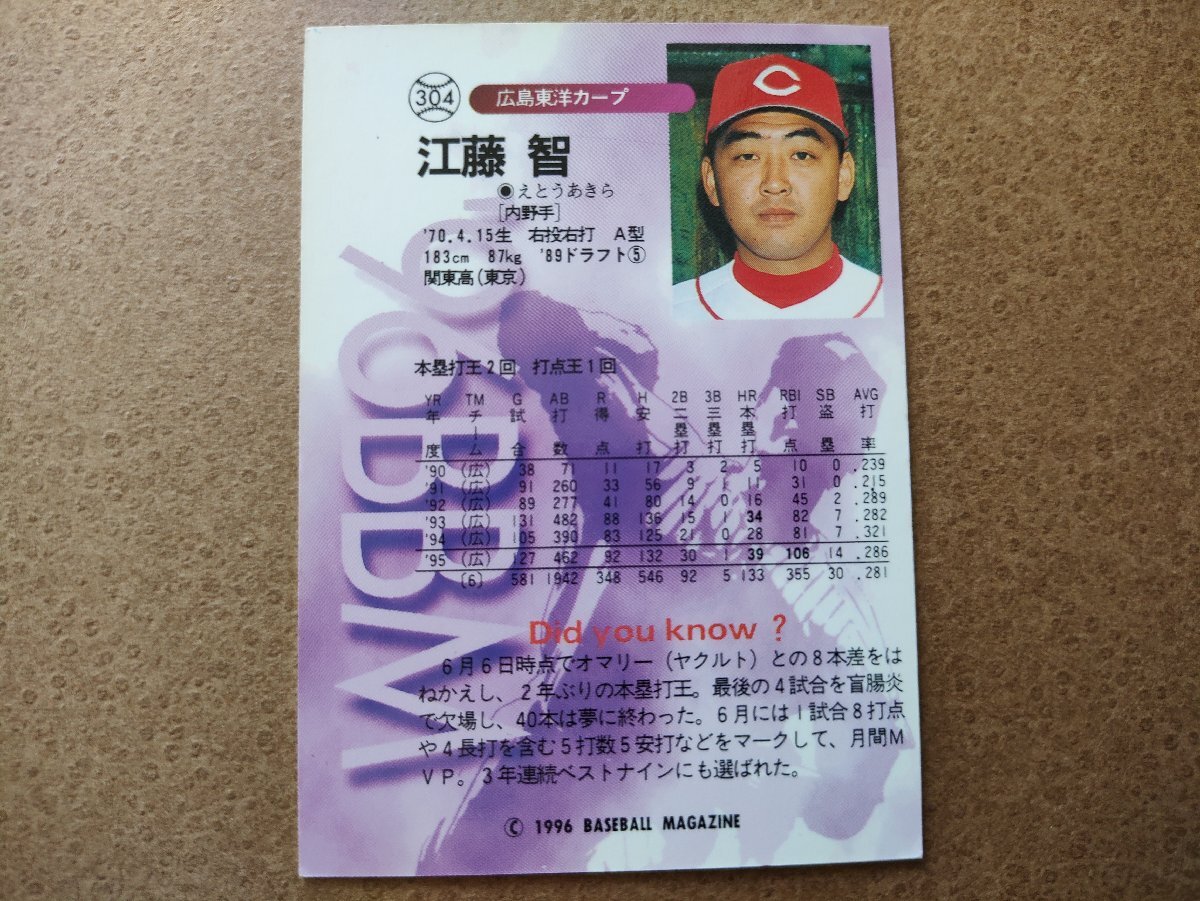 304 広島東洋カープ
C
江藤 智
●えとうあきら
[内野手]
'70.4.15生 右投右打 A型
183cm 87kg '89ドラフト⑤
関東高(東京)
'96BBM
本塁打王2回 打点王1回
YR TM G AB R H 2B 3B HR RBI SB AVG
年度 チーム 試合 打数 得点 安打 二塁打 三塁打 本塁打 打点 盗塁 打率
'90 (広) 38 71 11 17 3 2 5 10 0 .239
'91 (広) 91 260 33 56 9 1 11 31 0 .215
'92 (広) 89 277 41 80 14 0 16 45 2 .289
'93 (広) 131 482 88 136 15 1 34 82 7 .282
'94 (広) 105 390 83 125 21 0 28 81 7 .321
'95 (広) 127 462 92 132 30 1 39 106 14 .286
[6] 581 1942 348 546 92 5 133 355 30 .281
Did you know ?
6月6日時点でオマリー(ヤクルト)との8本差をは
ねかえし、2年ぶりの本塁打王。最後の4試合を盲腸炎
で欠場し、40本は夢に終わった。6月には1試合8打点
や4長打を含む5打数5安打などをマークして、月間M
VP。3年連続ベストナインにも選ばれた。
© 1996 BASEBALL MAGAZINE